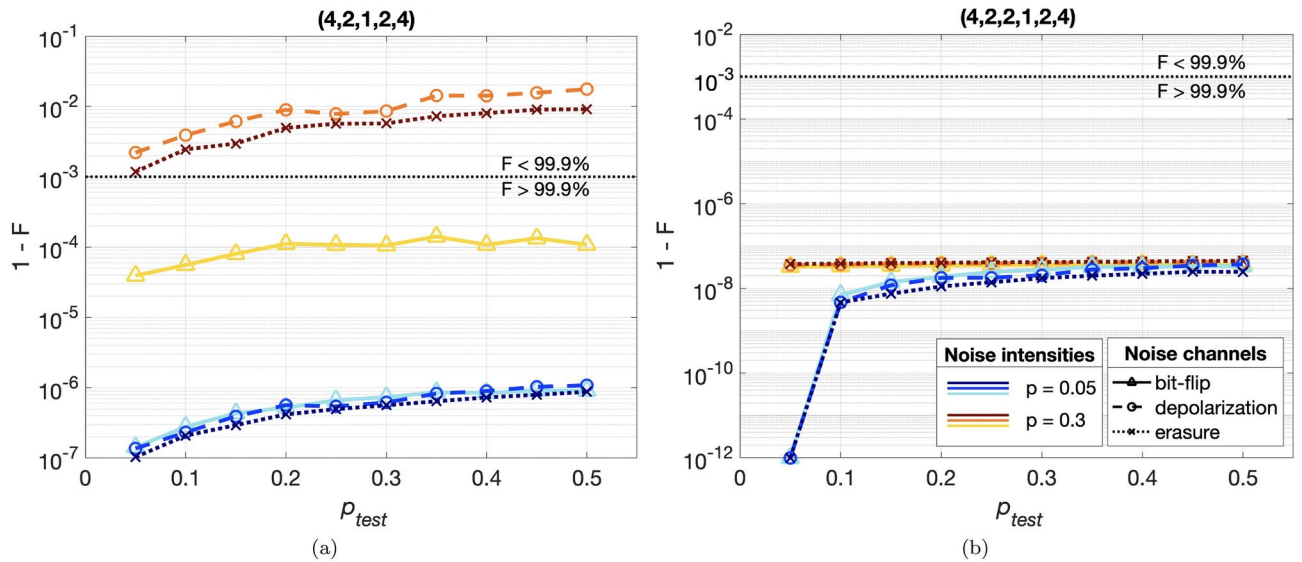 (4,2,1,2,4)
10^-1
10^-2
10^-3
10^-4
10^-5
10^-6
10^-7
1 - F
F < 99.9%
F > 99.9%
0 0.1 0.2 0.3 0.4 0.5
p_test
(a)
(4,2,2,1,2,4)
10^-2
10^-3
10^-4
10^-6
10^-8
10^-10
10^-12
1 - F
F < 99.9%
F > 99.9%
Noise intensities
p = 0.05
p = 0.3
Noise channels
bit-flip
depolarization
erasure
0 0.1 0.2 0.3 0.4 0.5
p_test
(b)